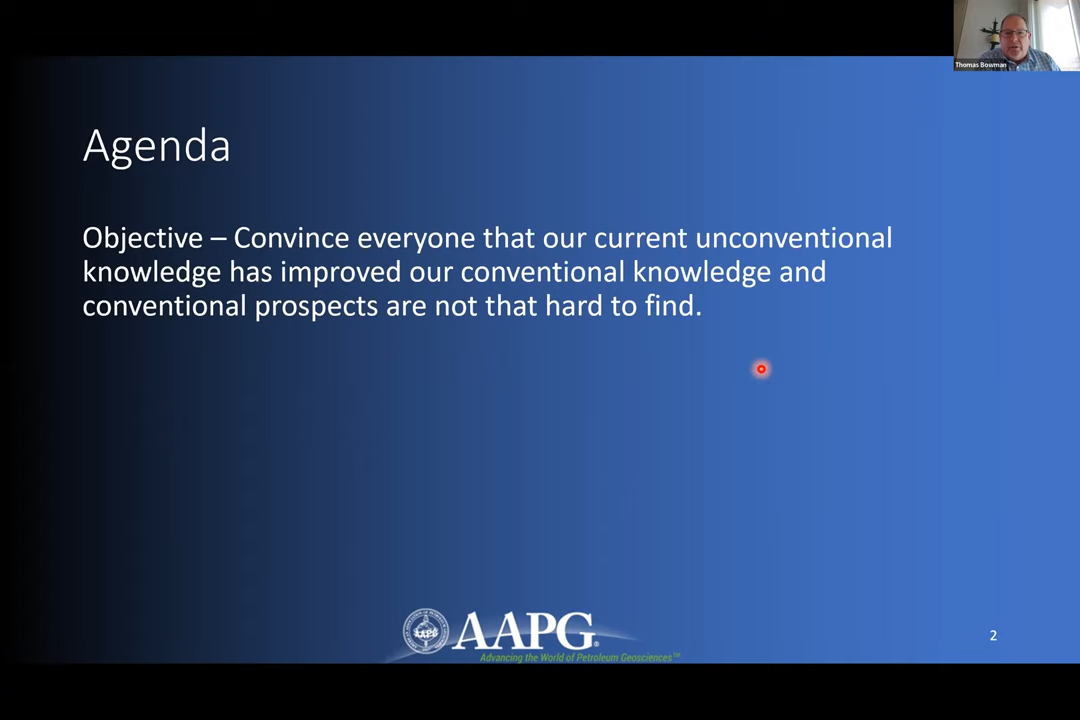 Thomas Bowman
Agenda
Objective – Convince everyone that our current unconventional
knowledge has improved our conventional knowledge and
conventional prospects are not that hard to find.
AAPG®
Advancing the World of Petroleum Geosciences™
2